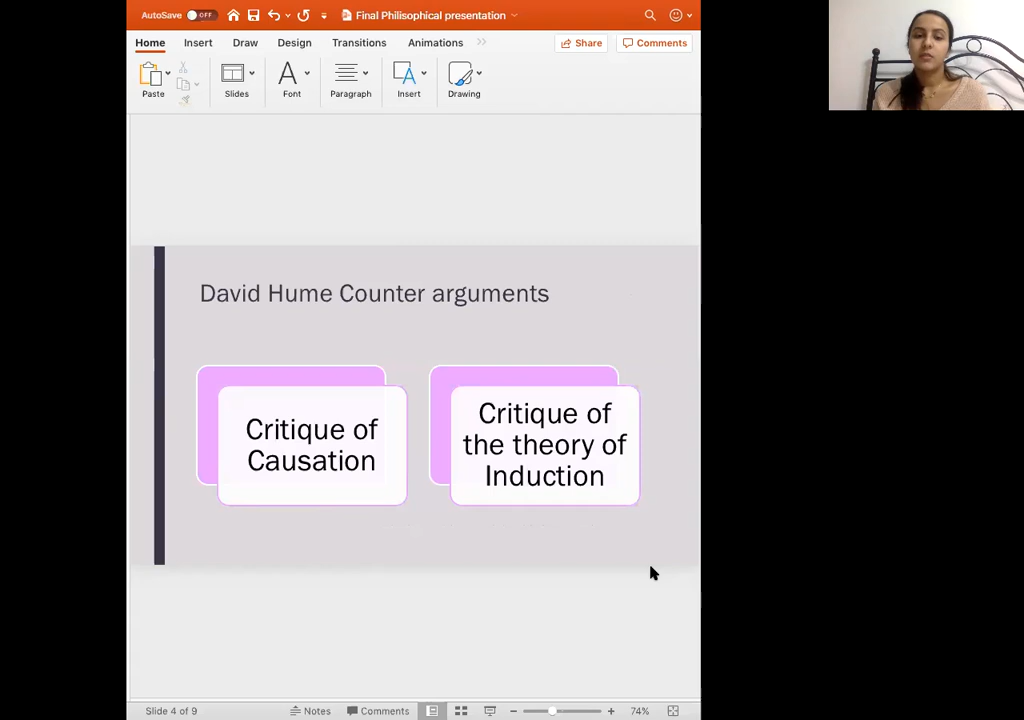 AutoSave OFF Final Philisophical presentation
Home Insert Draw Design Transitions Animations Share Comments
Paste Slides Font Paragraph Insert Drawing
David Hume Counter arguments
Critique of
Causation
Critique of
the theory of
Induction
Slide 4 of 9 Notes Comments 74%